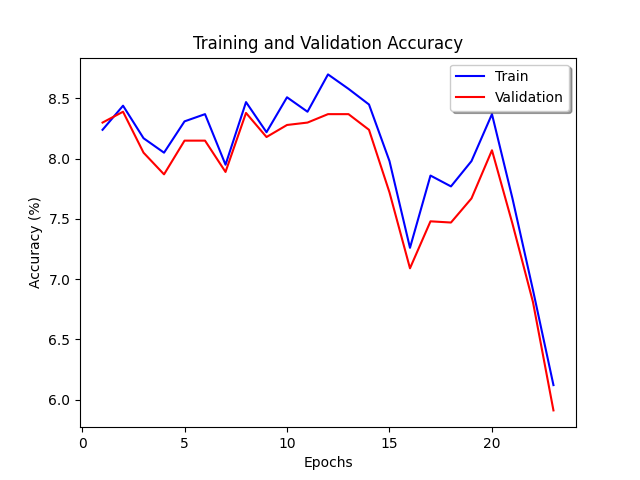 Training and Validation Accuracy
Train
Validation
8.5
8.0
7.5
7.0
6.5
6.0
Accuracy (%)
0 5 10 15 20
Epochs